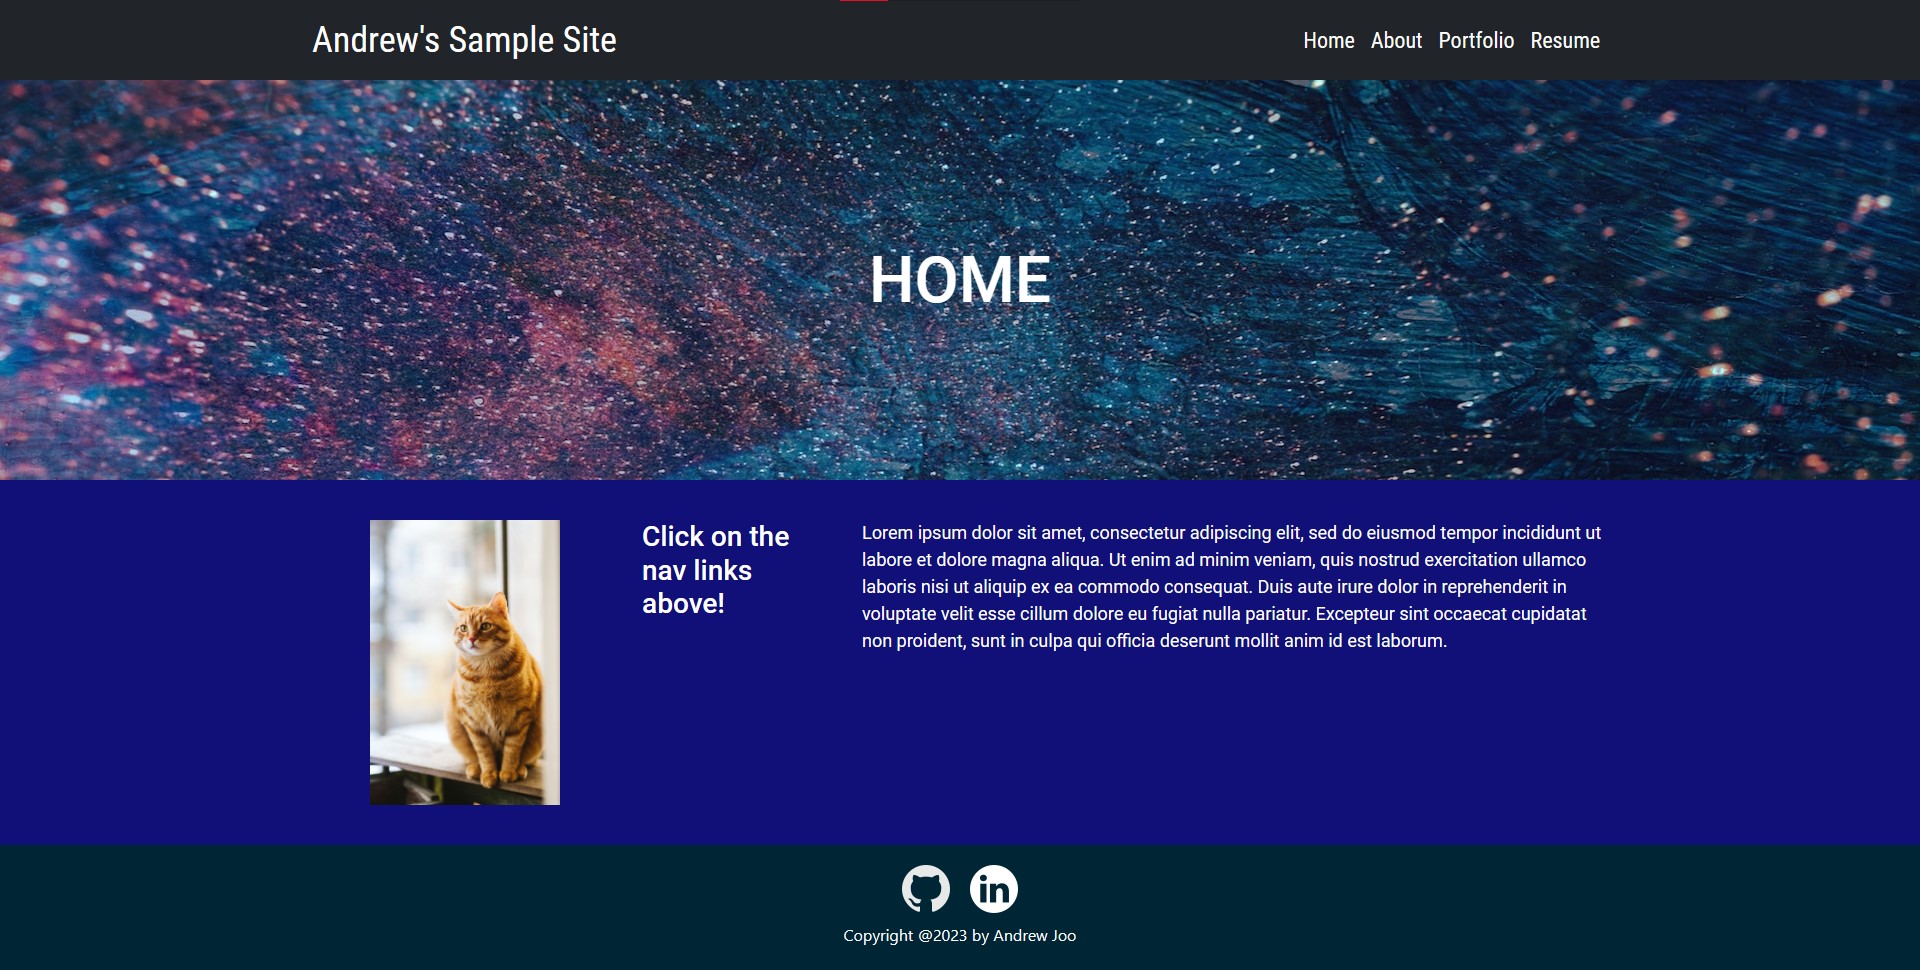 Andrew's Sample Site
Home About Portfolio Resume
HOME
Click on the
nav links
above!
Lorem ipsum dolor sit amet, consectetur adipiscing elit, sed do eiusmod tempor incididunt ut
labore et dolore magna aliqua. Ut enim ad minim veniam, quis nostrud exercitation ullamco
laboris nisi ut aliquip ex ea commodo consequat. Duis aute irure dolor in reprehenderit in
voluptate velit esse cillum dolore eu fugiat nulla pariatur. Excepteur sint occaecat cupidatat
non proident, sunt in culpa qui officia deserunt mollit anim id est laborum.
in
Copyright @2023 by Andrew Joo